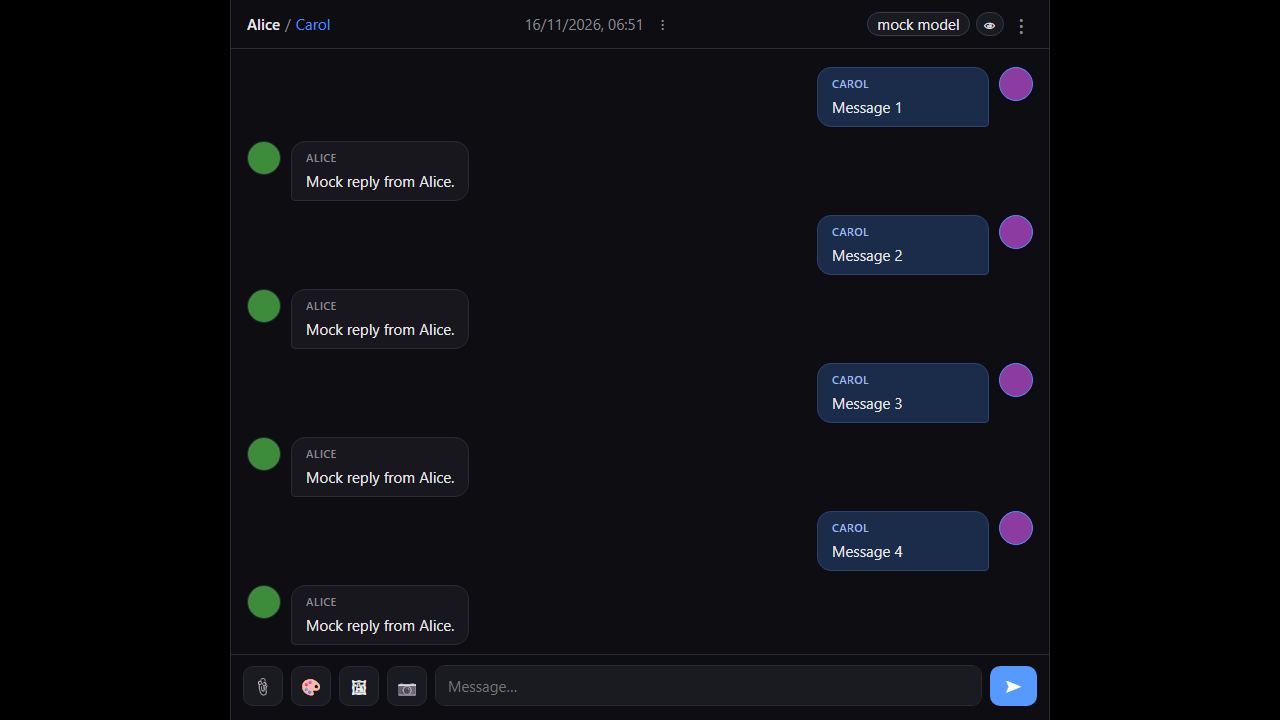 Alice / Carol
16/11/2026, 06:51
mock model
CAROL
Message 1
ALICE
Mock reply from Alice.
CAROL
Message 2
ALICE
Mock reply from Alice.
CAROL
Message 3
ALICE
Mock reply from Alice.
CAROL
Message 4
ALICE
Mock reply from Alice.
Message...